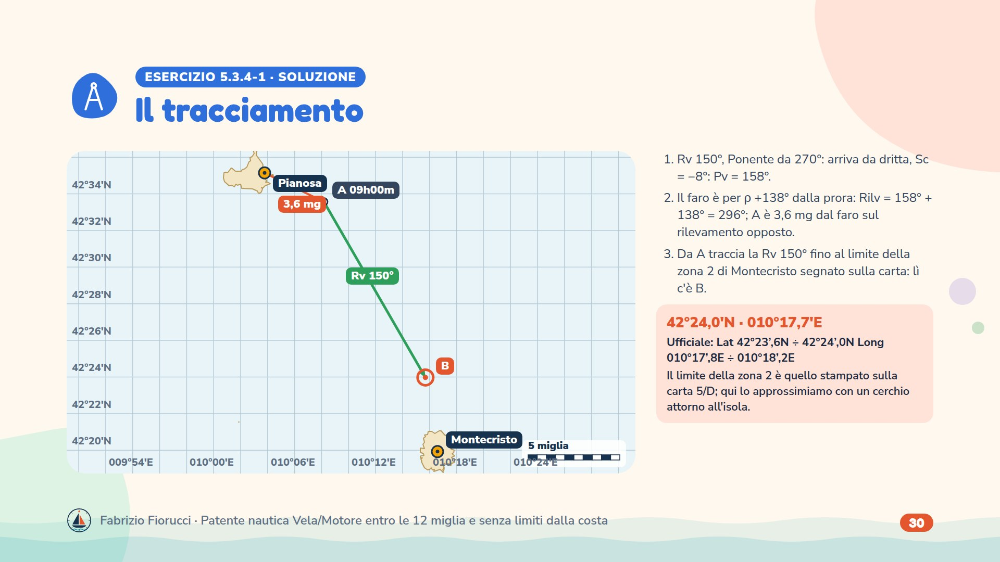 ESERCIZIO 5.3.4-1 · SOLUZIONE
Il tracciamento
42°34'N
42°32'N
42°30'N
42°28'N
42°26'N
42°24'N
42°22'N
42°20'N
009°54'E
010°00'E
010°06'E
010°12'E
010°18'E
010°24'E
Pianosa
A 09h00m
3,6 mg
Rv 150°
B
Montecristo
5 miglia
1. Rv 150°, Ponente da 270°: arriva da dritta, Sc
= −8°: Pv = 158°.
2. Il faro è per ρ +138° dalla prora: Rilv = 158° +
138° = 296°; A è 3,6 mg dal faro sul
rilevamento opposto.
3. Da A traccia la Rv 150° fino al limite della
zona 2 di Montecristo segnato sulla carta: lì
c'è B.
42°24,0'N · 010°17,7'E
Ufficiale: Lat 42°23’,6N ÷ 42°24’,0N Long
010°17’,8E ÷ 010°18’,2E
Il limite della zona 2 è quello stampato sulla
carta 5/D; qui lo approssimiamo con un cerchio
attorno all'isola.
Fabrizio Fiorucci · Patente nautica Vela/Motore entro le 12 miglia e senza limiti dalla costa
30